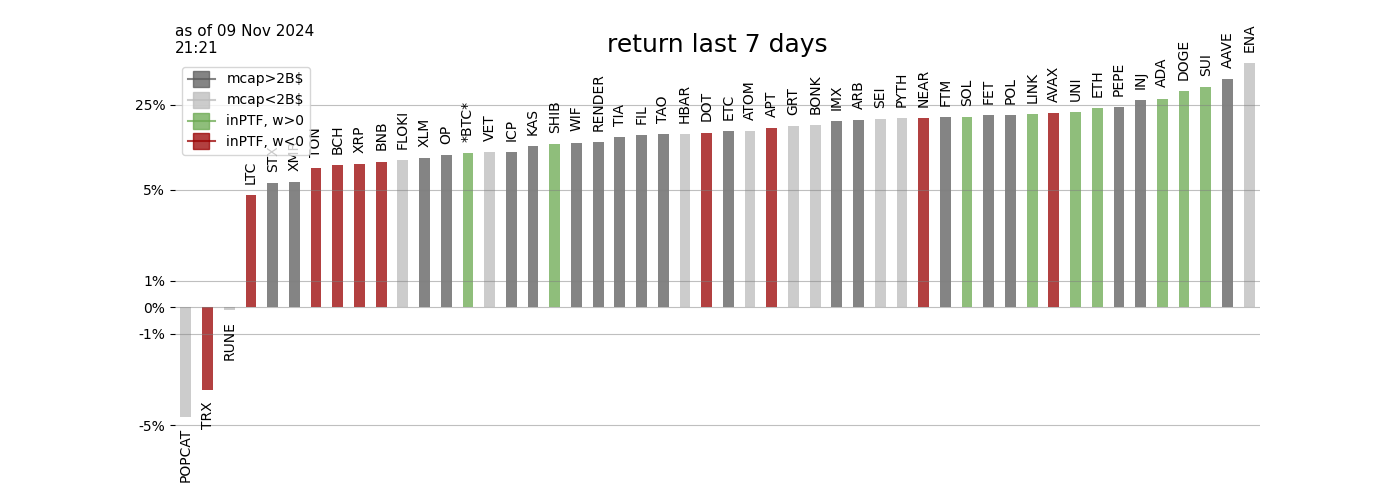 as of 09 Nov 2024
21:21
return last 7 days
mcap>2B$
mcap<2B$
inPTF, w>0
inPTF, w<0
25%
5%
1%
0%
-1%
-5%
POPCAT
TRX
RUNE
LTC
STX
XMR
TON
BCH
XRP
BNB
FLOKI
XLM
OP
*BTC*
VET
ICP
KAS
SHIB
WIF
RENDER
TIA
FIL
TAO
HBAR
DOT
ETC
ATOM
APT
GRT
BONK
IMX
ARB
SEI
PYTH
NEAR
FTM
SOL
FET
POL
LINK
AVAX
UNI
ETH
PEPE
INJ
ADA
DOGE
SUI
AAVE
ENA